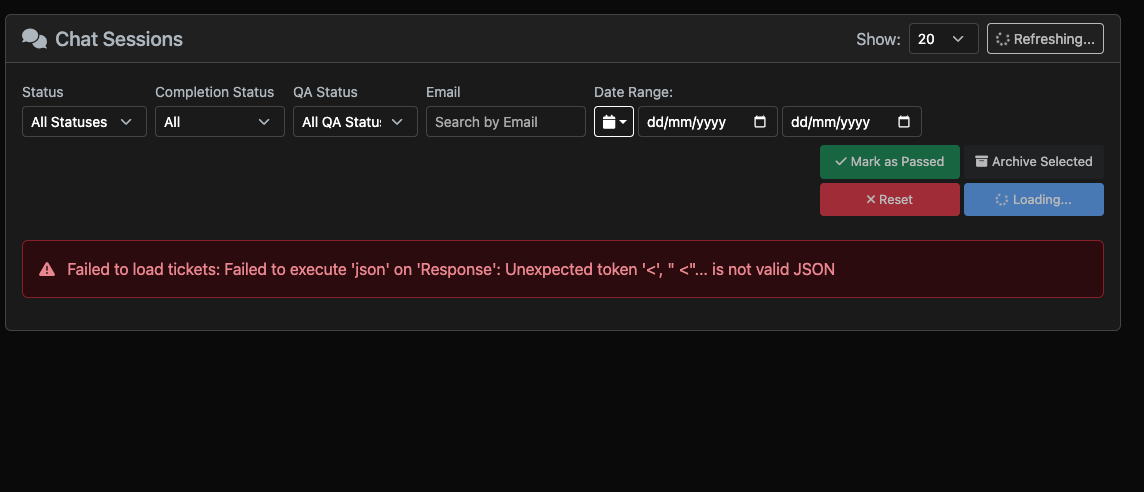 Chat Sessions
Show: 20 Refreshing...
Status Completion Status QA Status Email Date Range:
All Statuses All All QA Statu Search by Email dd/mm/yyyy dd/mm/yyyy
Mark as Passed Archive Selected
Reset Loading...
Failed to load tickets: Failed to execute 'json' on 'Response': Unexpected token '<', " <"... is not valid JSON